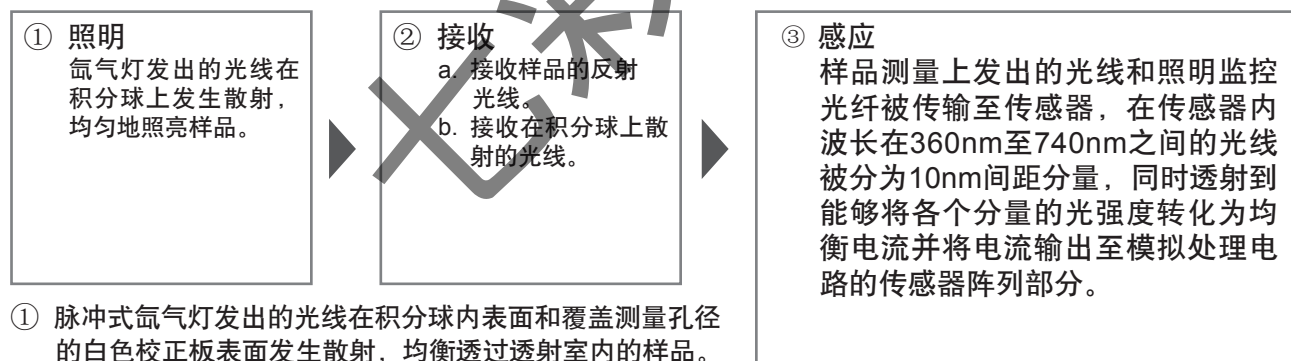 ① 照明
氙气灯发出的光线在
积分球上发生散射，
均匀地照亮样品。
② 接收
a. 接收样品的反射
光线。
b. 接收在积分球上散
射的光线。
③ 感应
样品测量上发出的光线和照明监控
光纤被传输至传感器，在传感器内
波长在360nm至740nm之间的光线
被分为10nm间距分量，同时透射到
能够将各个分量的光强度转化为均
衡电流并将电流输出至模拟处理电
路的传感器阵列部分。
① 脉冲式氙气灯发出的光线在积分球内表面和覆盖测量孔径
的白色校正板表面发生散射，均衡透过透射室内的样品。